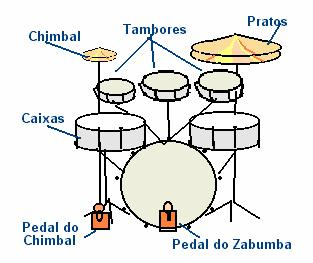 Pratos
Tambores
Chimbal
Caixas
Pedal do
Chimbal
Pedal do Zabumba